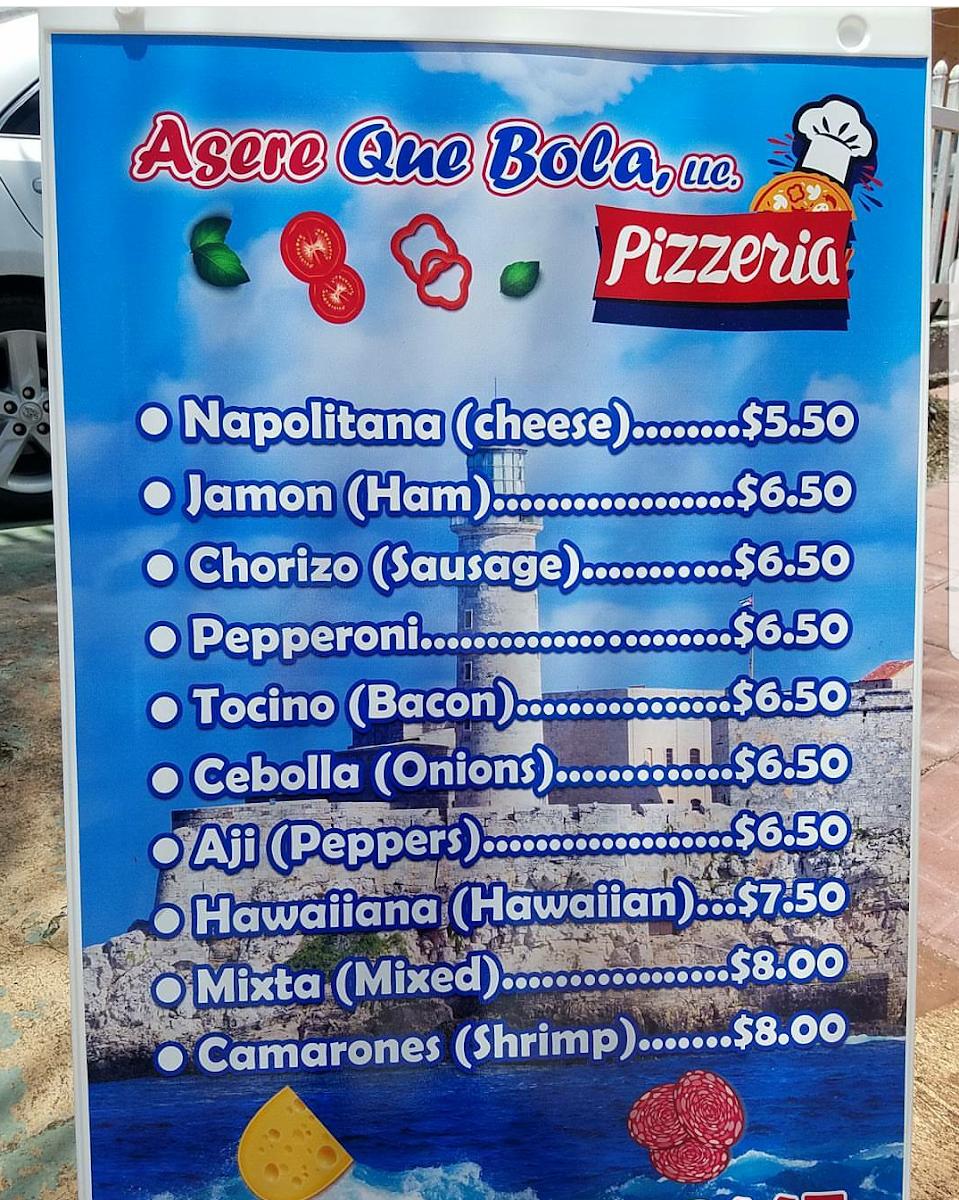 Asere Que Bola, LLC.
Pizzeria
● Napolitana (cheese)........$5.50
● Jamon (Ham)..................$6.50
● Chorizo (Sausage)...........$6.50
● Pepperoni.......................$6.50
● Tocino (Bacon)................$6.50
● Cebolla (Onions).............$6.50
● Aji (Peppers)...................$6.50
● Hawaiiana (Hawaiian)...$7.50
● Mixta (Mixed).................$8.00
● Camarones (Shrimp).......$8.00